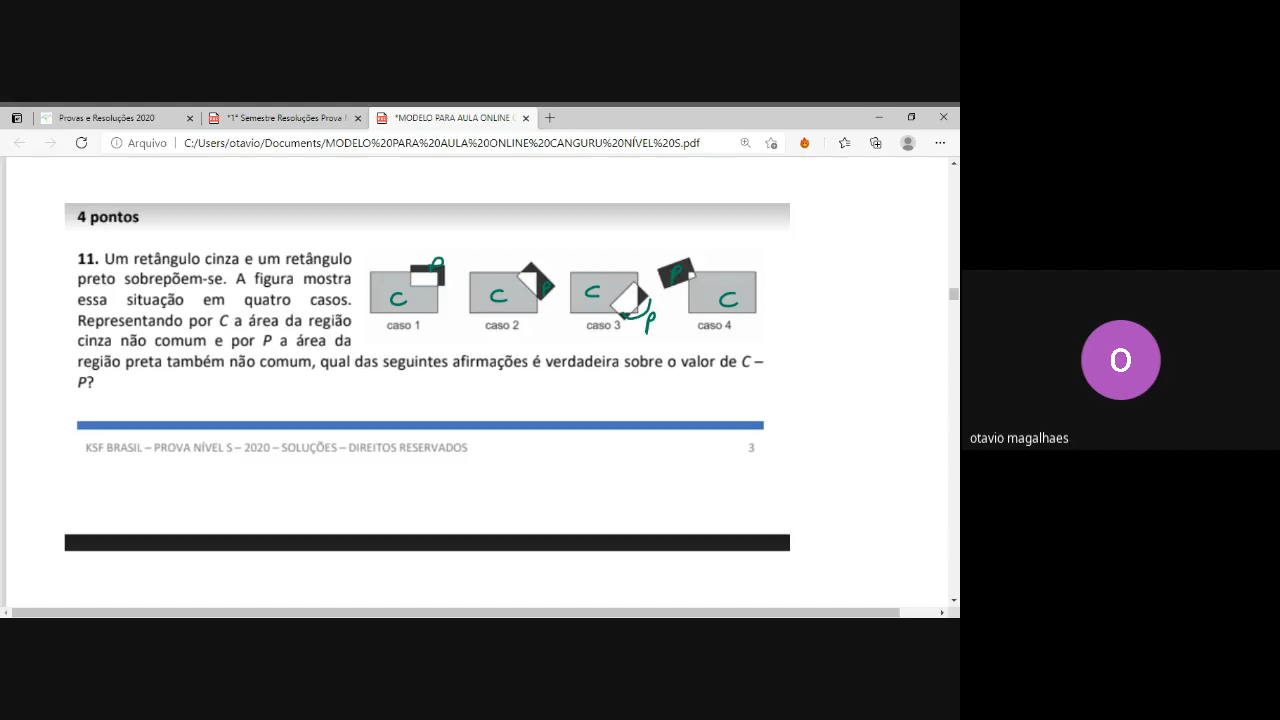 Provas e Resoluções 2020
*1° Semestre Resoluções Prova
*MODELO PARA AULA ONLINE
Arquivo
C:/Users/otavio/Documents/MODELO%20PARA%20AULA%20ONLINE%20CANGURU%20NÍVEL%20S.pdf
4 pontos
11. Um retângulo cinza e um retângulo
preto sobrepõem-se. A figura mostra
essa situação em quatro casos.
Representando por C a área da região
cinza não comum e por P a área da
região preta também não comum, qual das seguintes afirmações é verdadeira sobre o valor de C –
P?
C P
caso 1
C P
caso 2
C P
caso 3
P C
caso 4
KSF BRASIL – PROVA NÍVEL S – 2020 – SOLUÇÕES – DIREITOS RESERVADOS
3
O
otavio magalhaes